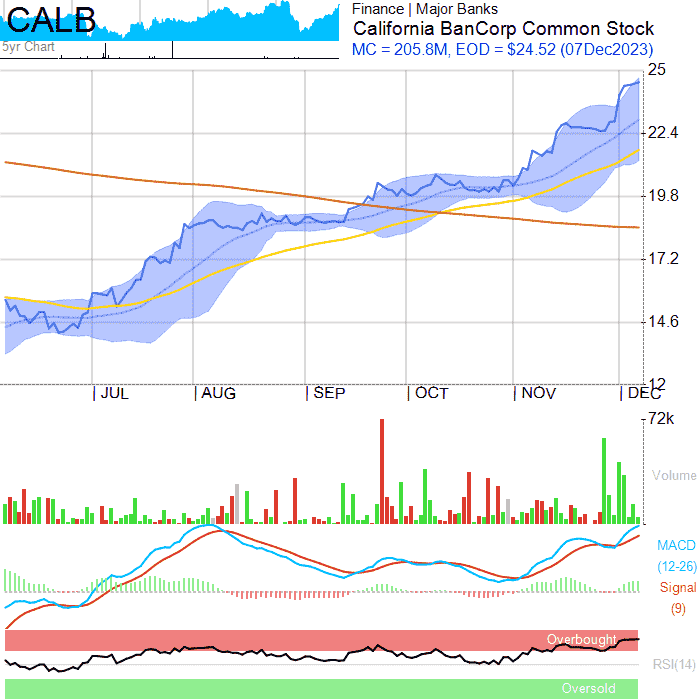 CALB
5yr Chart
Finance | Major Banks
California BanCorp Common Stock
MC = 205.8M, EOD = $24.52 (07Dec2023)
25
22.4
19.8
17.2
14.6
12
JUL AUG SEP OCT NOV DEC
72k
Volume
MACD
(12-26)
Signal
(9)
Overbought
RSI(14)
Oversold